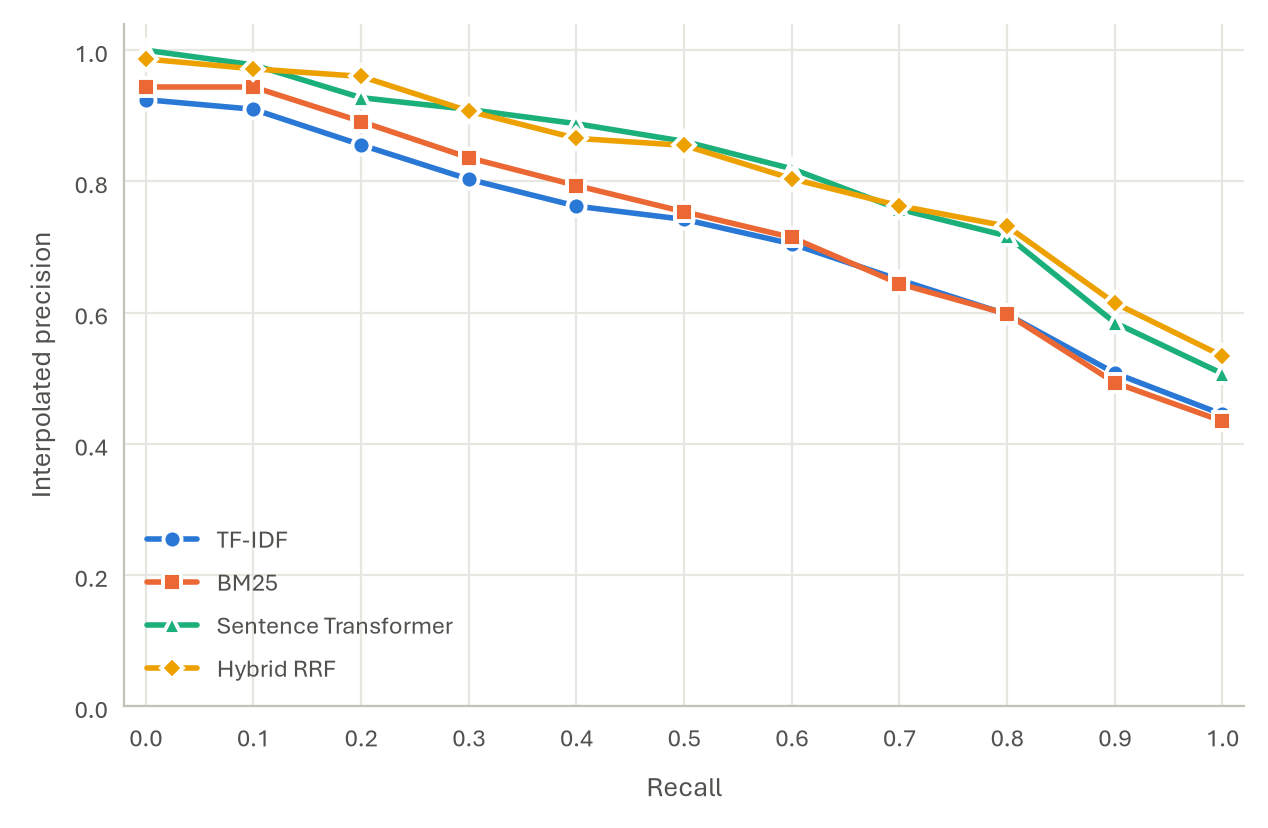 1.0
0.8
0.6
0.4
0.2
0.0
Interpolated precision
TF-IDF
BM25
Sentence Transformer
Hybrid RRF
0.0 0.1 0.2 0.3 0.4 0.5 0.6 0.7 0.8 0.9 1.0
Recall